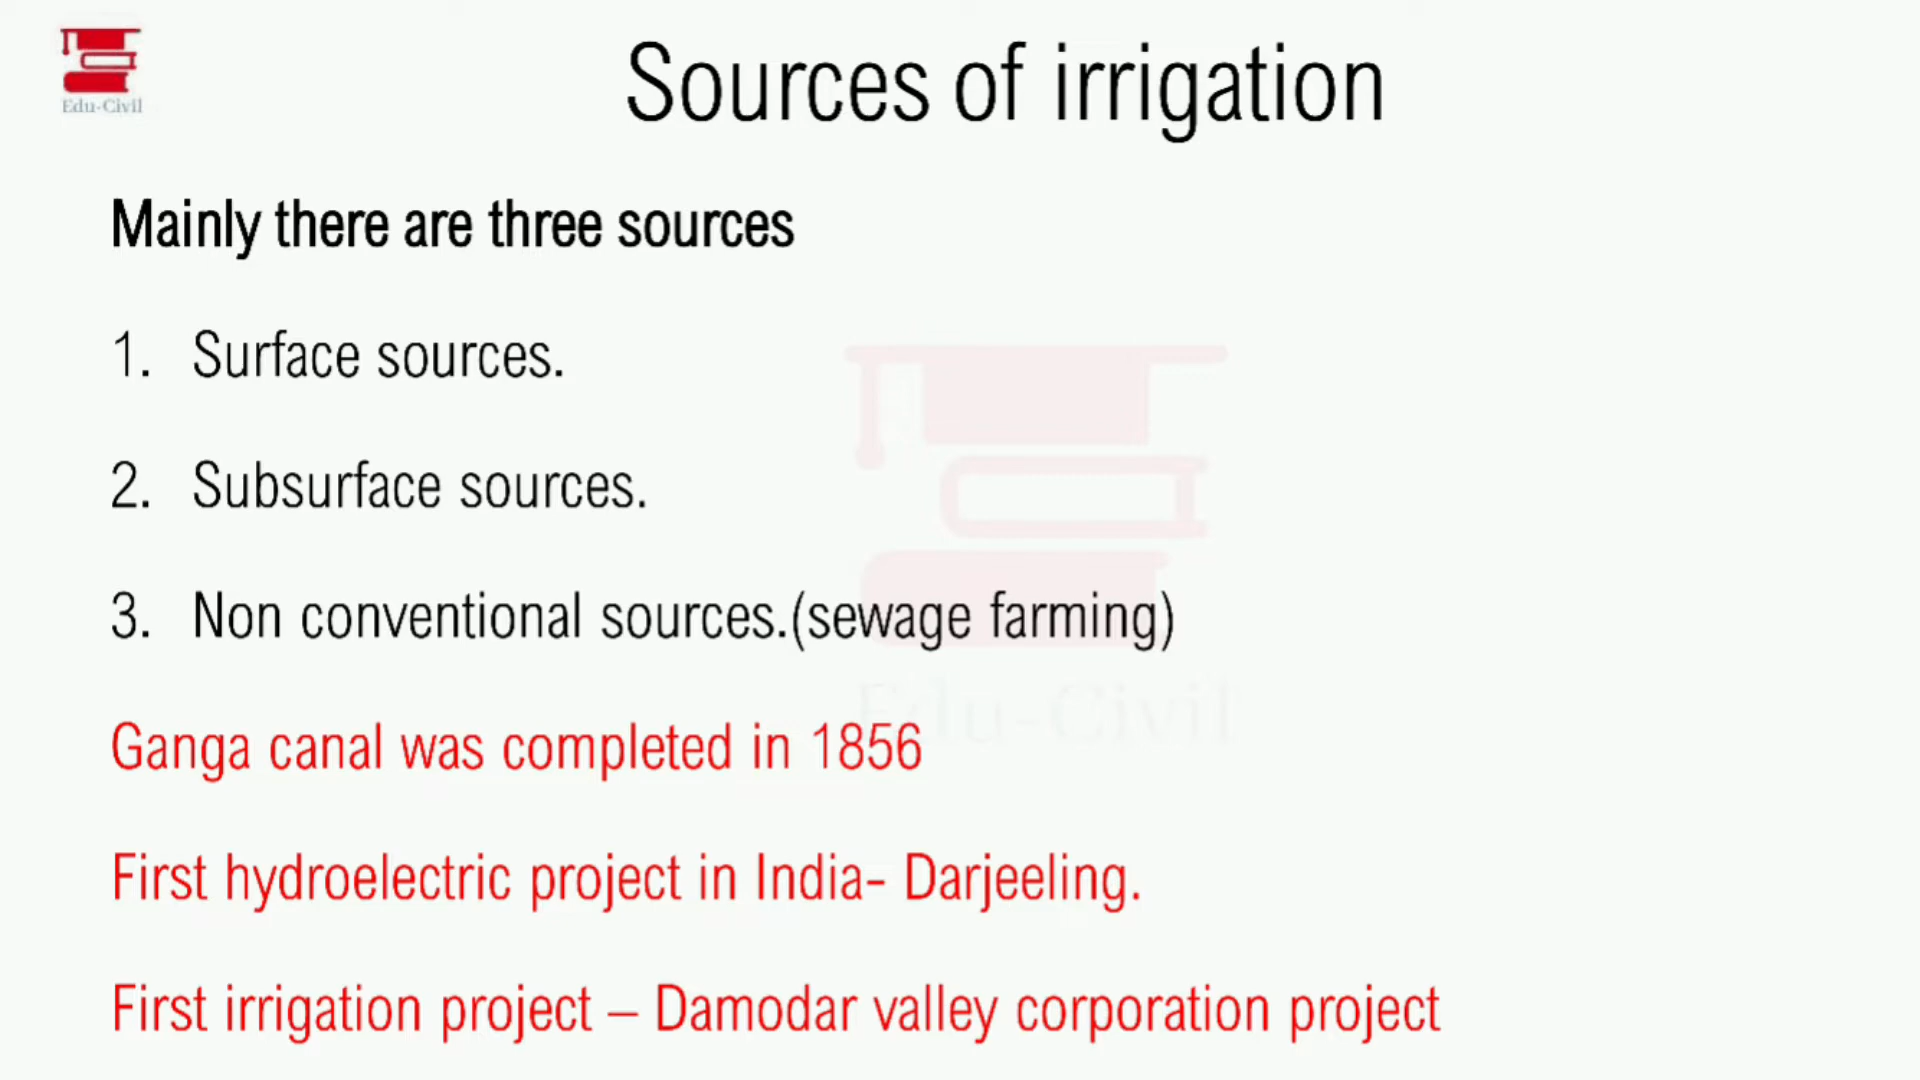 Edu-Civil
Sources of irrigation
Mainly there are three sources
1. Surface sources.
2. Subsurface sources.
3. Non conventional sources.(sewage farming)
Edu-Civil
Ganga canal was completed in 1856
First hydroelectric project in India- Darjeeling.
First irrigation project – Damodar valley corporation project